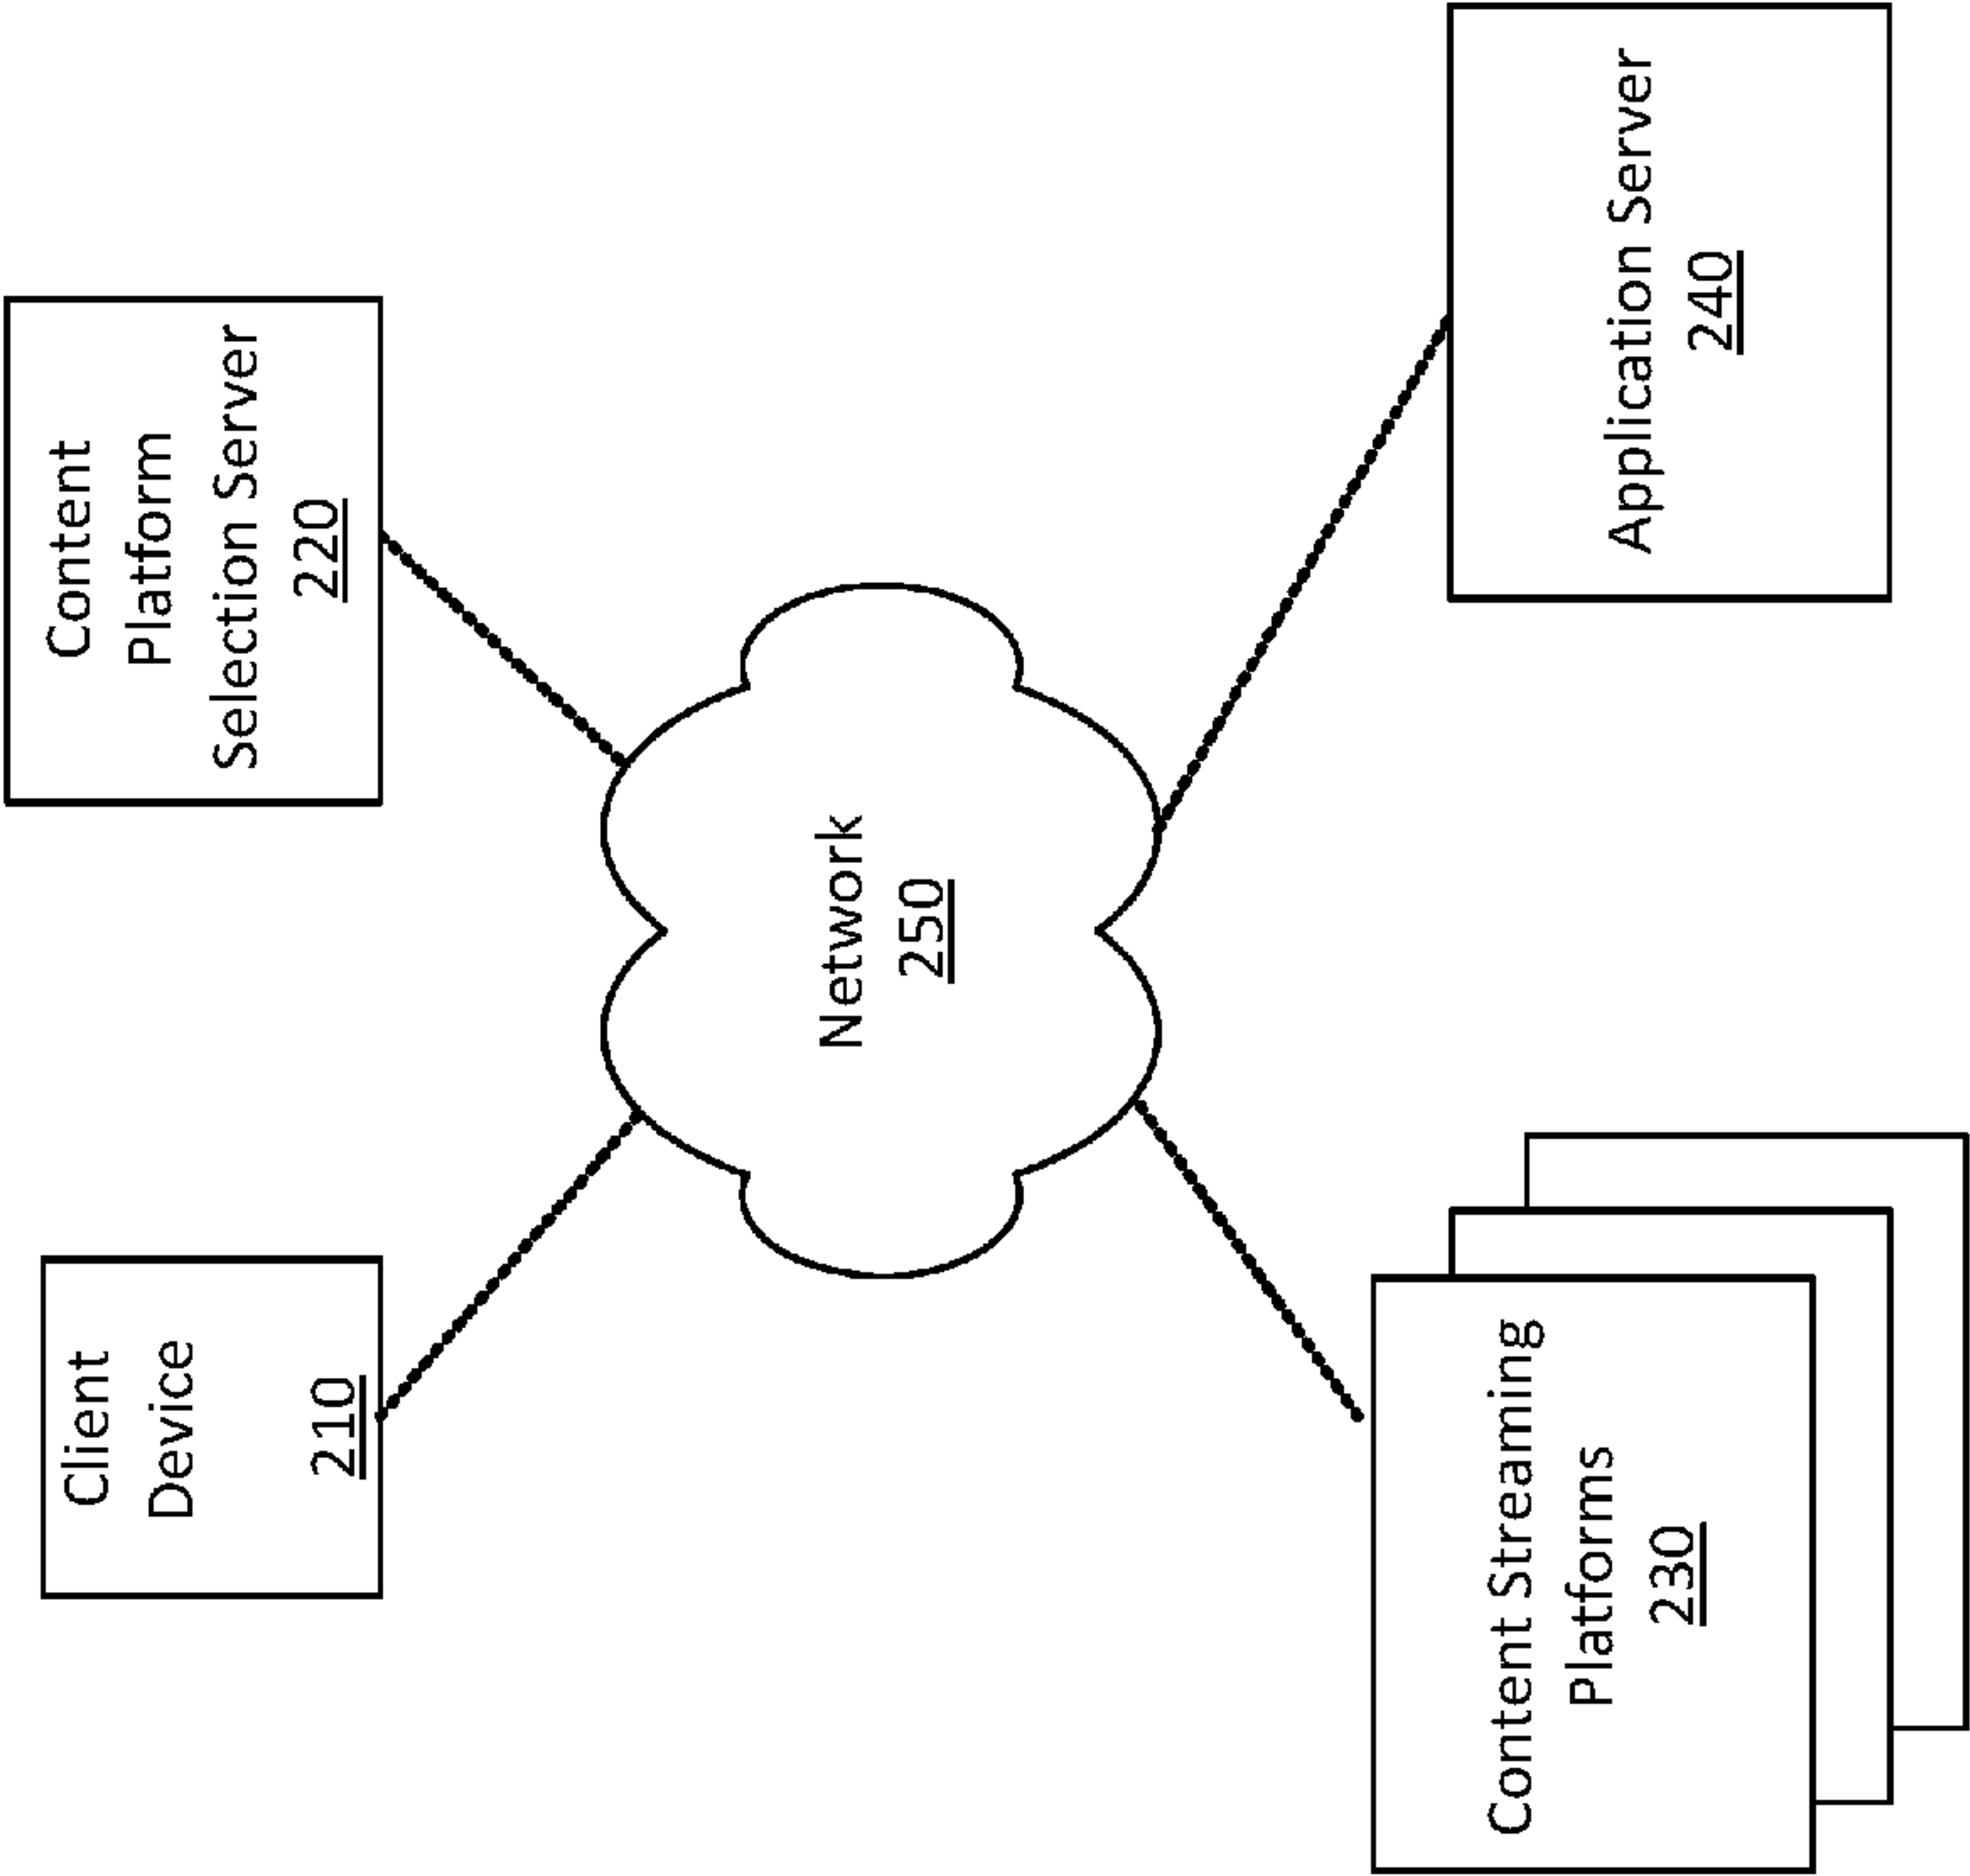 Client
Device
210
Content
Platform
Selection Server
220
Network
250
Content Streaming
Platforms
230
Application Server
240